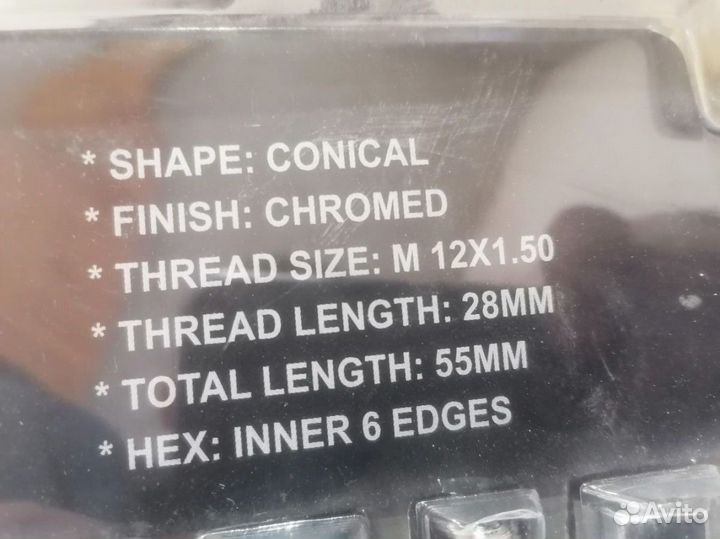 * SHAPE: CONICAL
* FINISH: CHROMED
* THREAD SIZE: M 12X1.50
* THREAD LENGTH: 28MM
* TOTAL LENGTH: 55MM
* HEX: INNER 6 EDGES
Avito